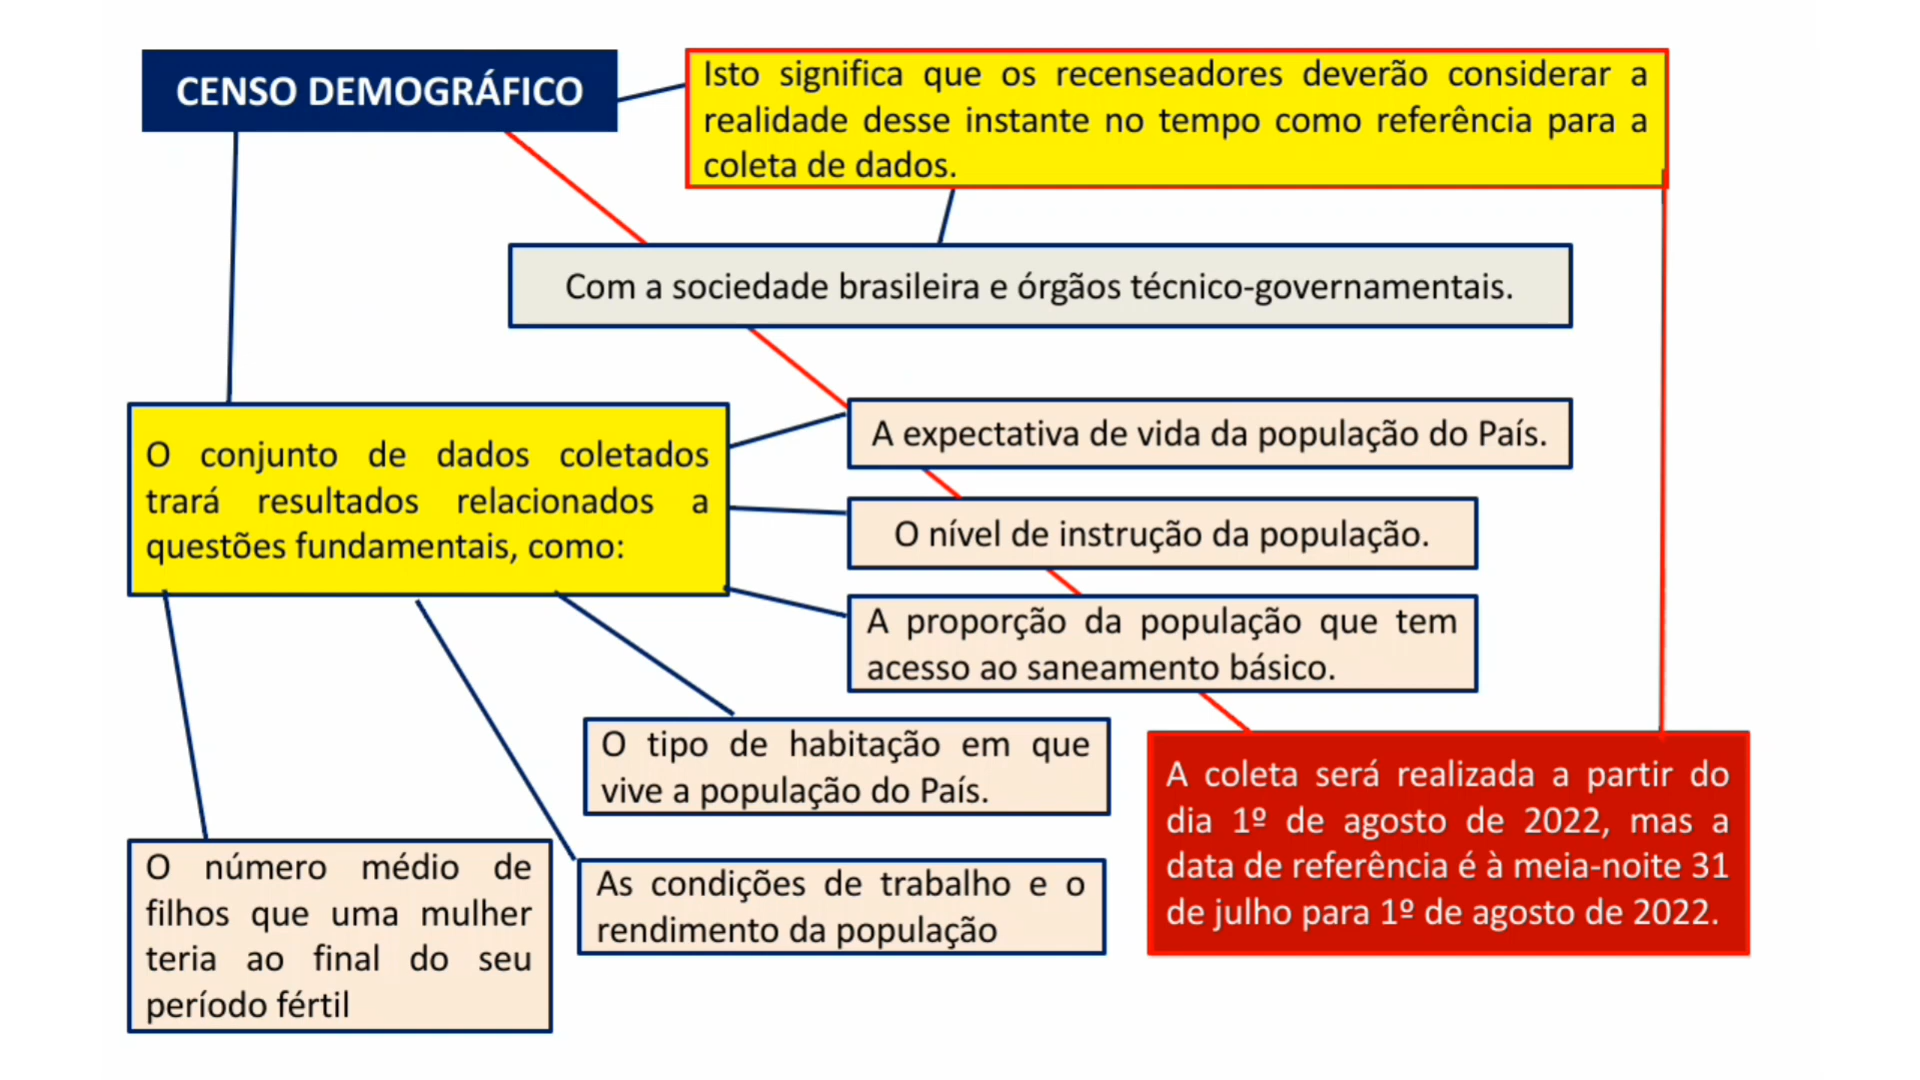 CENSO DEMOGRÁFICO
Isto significa que os recenseadores deverão considerar a
realidade desse instante no tempo como referência para a
coleta de dados.
Com a sociedade brasileira e órgãos técnico-governamentais.
O conjunto de dados coletados
trará resultados relacionados a
questões fundamentais, como:
A expectativa de vida da população do País.
O nível de instrução da população.
A proporção da população que tem
acesso ao saneamento básico.
O tipo de habitação em que
vive a população do País.
A coleta será realizada a partir do
dia 1º de agosto de 2022, mas a
data de referência é à meia-noite 31
de julho para 1º de agosto de 2022.
O número médio de
filhos que uma mulher
teria ao final do seu
período fértil
As condições de trabalho e o
rendimento da população